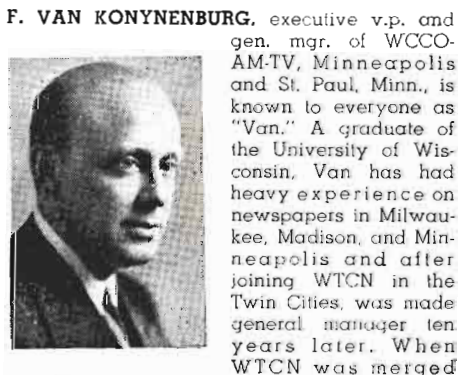 F. VAN KONYNENBURG, executive v.p. and
gen. mgr. of WCCO-
AM-TV, Minneapolis
and St. Paul, Minn., is
known to everyone as
"Van." A graduate of
the University of Wis-
consin, Van has had
heavy experience on
newspapers in Milwau-
kee, Madison, and Min-
neapolis and after
joining WTCN in the
Twin Cities, was made
general manager ten
years later. When
WTCN was merged